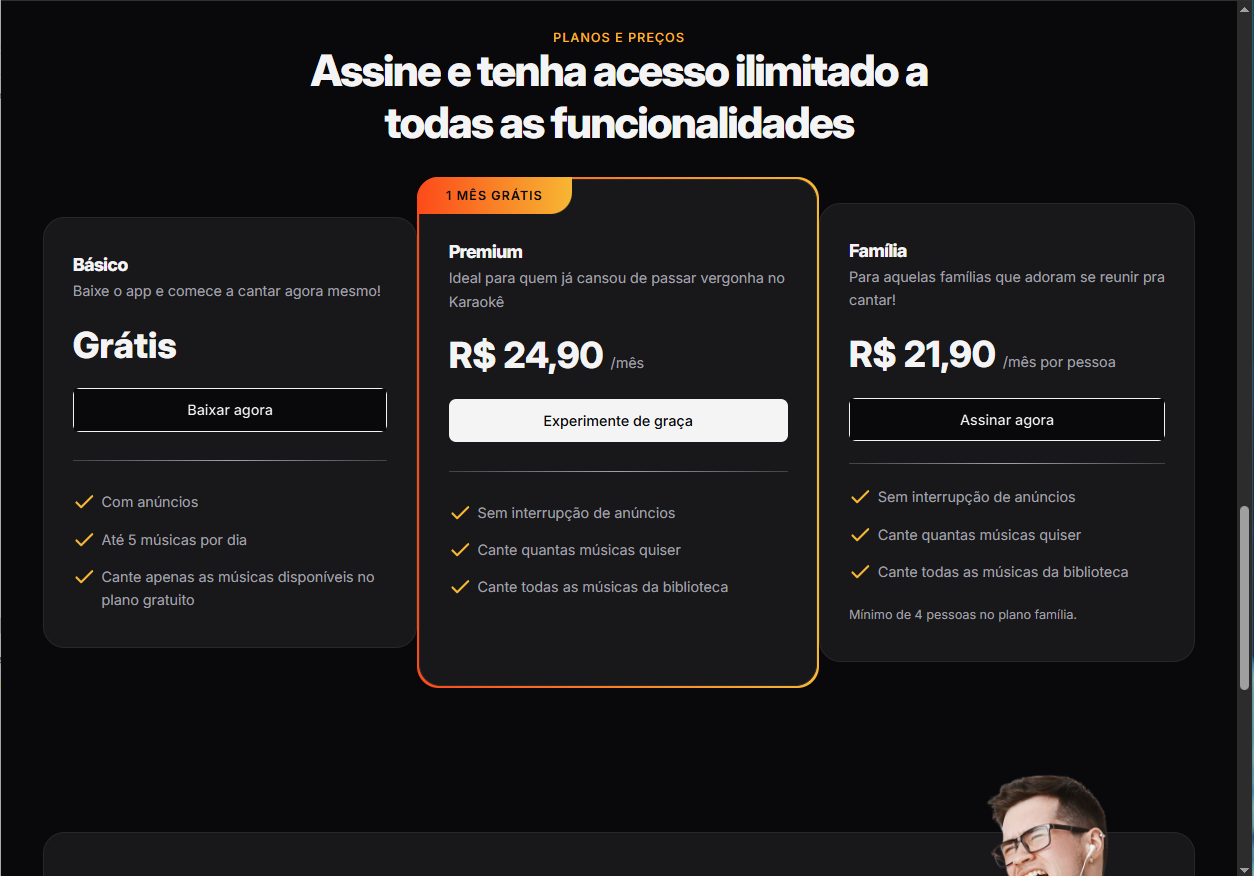 PLANOS E PREÇOS
Assine e tenha acesso ilimitado a
todas as funcionalidades
Básico
Baixe o app e comece a cantar agora mesmo!
Grátis
Baixar agora
Com anúncios
Até 5 músicas por dia
Cante apenas as músicas disponíveis no
plano gratuito
1 MÊS GRÁTIS
Premium
Ideal para quem já cansou de passar vergonha no
Karaokê
R$ 24,90 /mês
Experimente de graça
Sem interrupção de anúncios
Cante quantas músicas quiser
Cante todas as músicas da biblioteca
Família
Para aquelas famílias que adoram se reunir pra
cantar!
R$ 21,90 /mês por pessoa
Assinar agora
Sem interrupção de anúncios
Cante quantas músicas quiser
Cante todas as músicas da biblioteca
Mínimo de 4 pessoas no plano família.